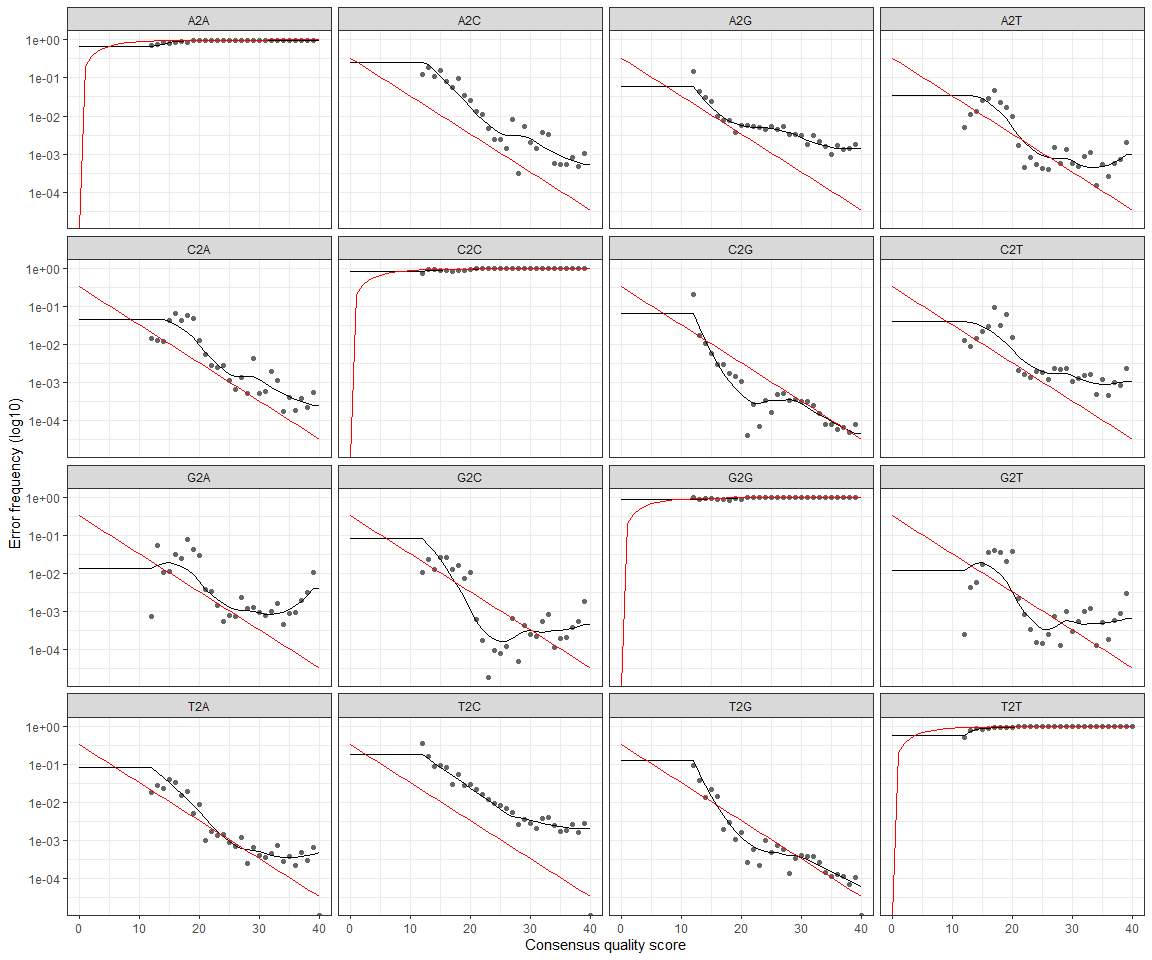 A2A A2C A2G A2T
1e+00
1e-01
1e-02
1e-03
1e-04
C2A C2C C2G C2T
1e+00
1e-01
1e-02
1e-03
1e-04
Error frequency (log10)
G2A G2C G2G G2T
1e+00
1e-01
1e-02
1e-03
1e-04
T2A T2C T2G T2T
1e+00
1e-01
1e-02
1e-03
1e-04
0 10 20 30 40 0 10 20 30 40 0 10 20 30 40 0 10 20 30 40
Consensus quality score